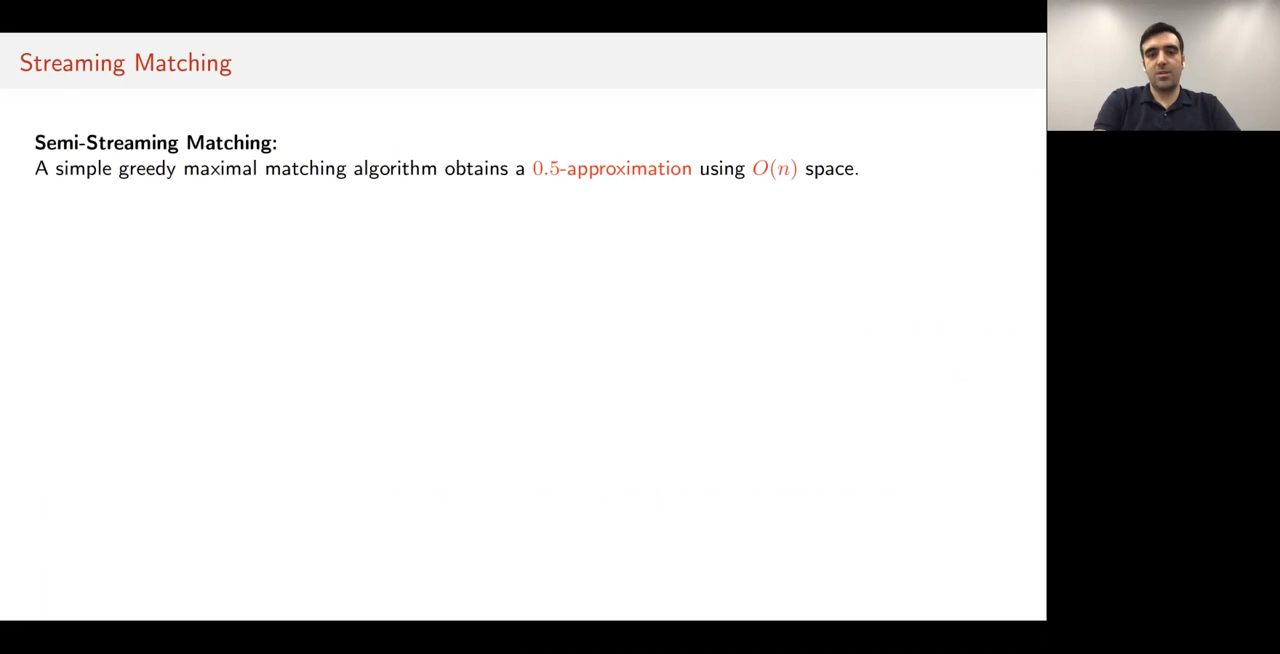 Streaming Matching
Semi-Streaming Matching:
A simple greedy maximal matching algorithm obtains a 0.5-approximation using O(n) space.